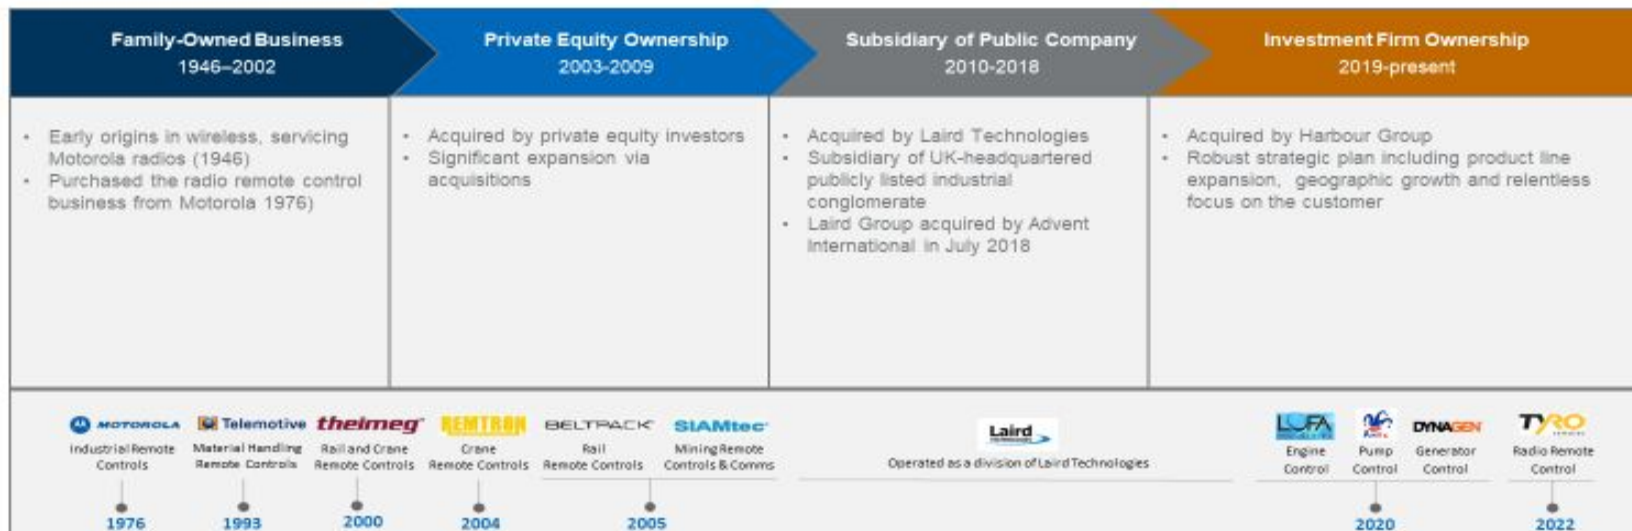 Family-Owned Business
1946–2002
Private Equity Ownership
2003-2009
Subsidiary of Public Company
2010-2018
Investment Firm Ownership
2019-present
• Early origins in wireless, servicing
Motorola radios (1946)
• Purchased the radio remote control
business from Motorola 1976)
• Acquired by private equity investors
• Significant expansion via
acquisitions
• Acquired by Laird Technologies
• Subsidiary of UK-headquartered
publicly listed industrial
conglomerate
• Laird Group acquired by Advent
International in July 2018
• Acquired by Harbour Group
• Robust strategic plan including product line
expansion, geographic growth and relentless
focus on the customer
MOTOROLA
Industrial Remote
Controls
1976
Telemotive
Material Handling
Remote Controls
1993
theimeg
Rail and Crane
Remote Controls
2000
REMTRON
Crane
Remote Controls
2004
BELTPACK
Rail
Remote Controls
SIAMtec
Mining Remote
Controls & Comms
2005
Laird
Operated as a division of Laird Technologies
LOFA
Engine
Control
Pump
Control
DYNAGEN
Generator
Control
2020
TYRO
Radio Remote
Control
2022